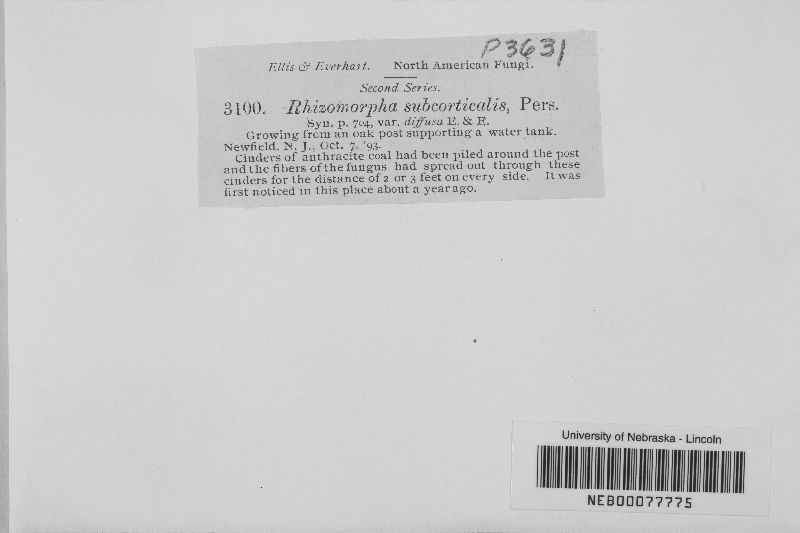 P3631
Ellis & Everhart. North American Fungi.
Second Series.
3100. Rhizomorpha subcorticalis, Pers.
Syn. p. 704, var. diffusa E. & E.
Growing from an oak post supporting a water tank.
Newfield, N. J., Oct. 7, '93.
Cinders of anthracite coal had been piled around the post
and the fibers of the fungus had spread out through these
cinders for the distance of 2 or 3 feet on every side. It was
first noticed in this place about a year ago.
University of Nebraska - Lincoln
NEB00077775